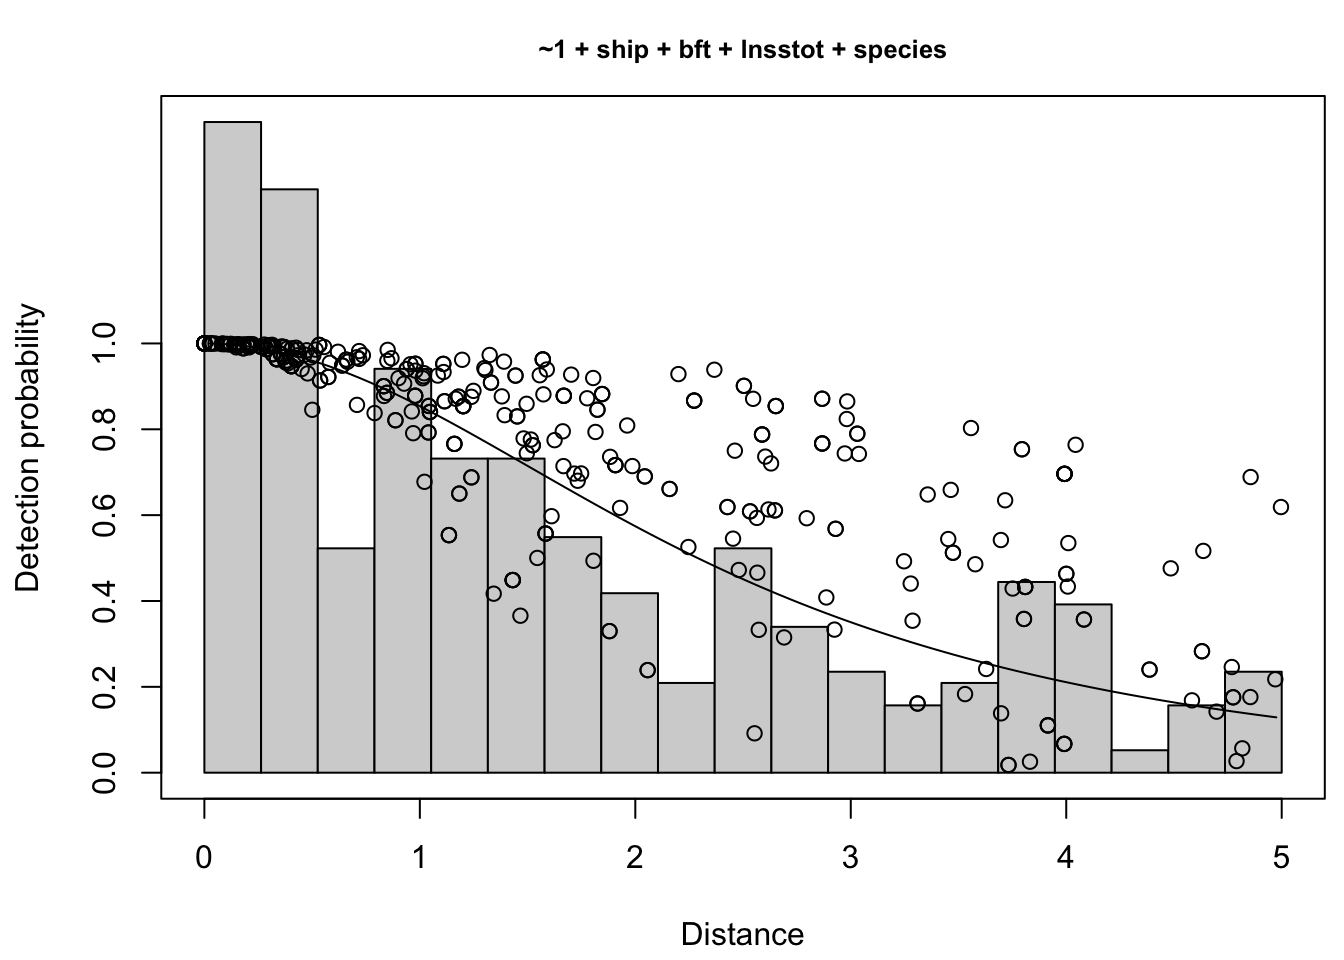 ~1 + ship + bft + lnsstot + species
Detection probability
1.0
0.8
0.6
0.4
0.2
0.0
0 1 2 3 4 5
Distance